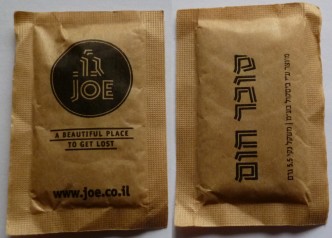 ג'ו.
JOE
A BEAUTIFUL PLACE
TO GET LOST
www.joe.co.il
סוכר חום